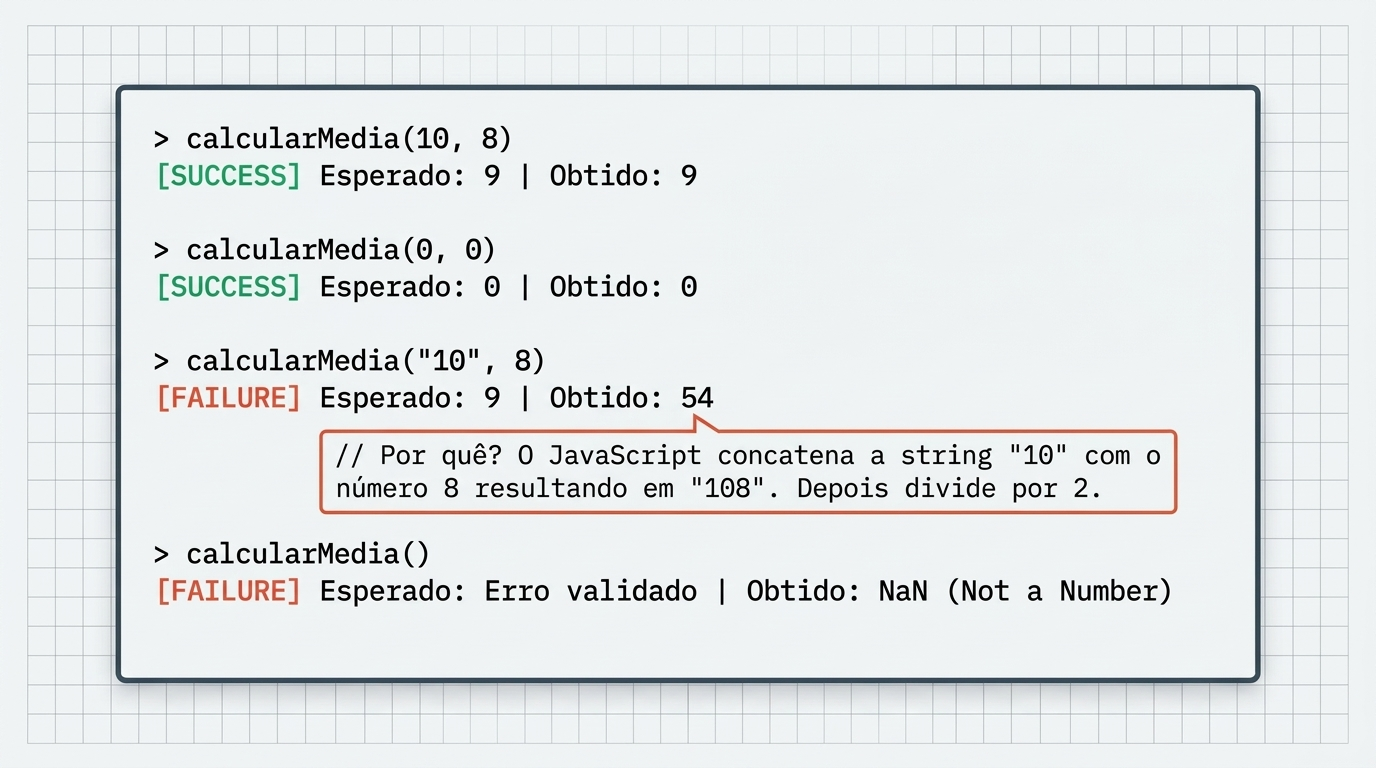 > calcularMedia(10, 8)
[SUCCESS] Esperado: 9 | Obtido: 9
> calcularMedia(0, 0)
[SUCCESS] Esperado: 0 | Obtido: 0
> calcularMedia("10", 8)
[FAILURE] Esperado: 9 | Obtido: 54
// Por quê? O JavaScript concatena a string "10" com o
número 8 resultando em "108". Depois divide por 2.
> calcularMedia()
[FAILURE] Esperado: Erro validado | Obtido: NaN (Not a Number)